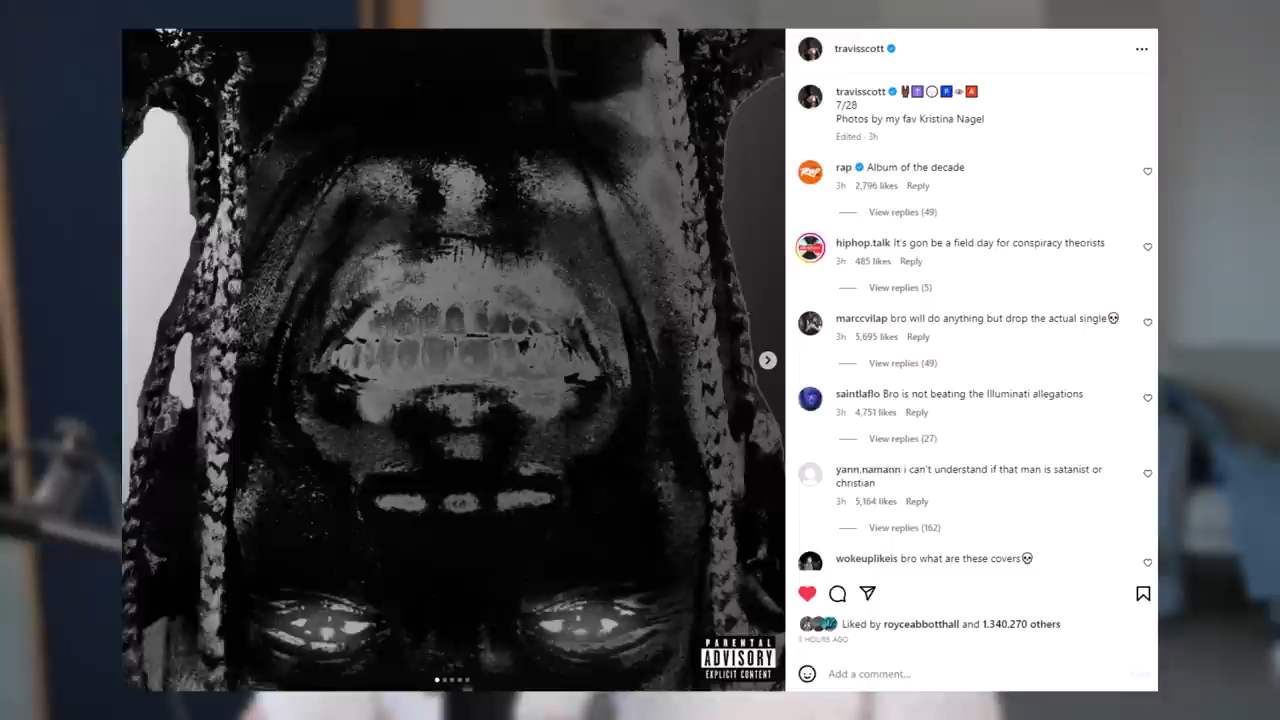 travisscott
travisscott
7/28
Photos by my fav Kristina Nagel
Edited · 3h
rap Album of the decade
3h 2,796 likes Reply
View replies (49)
hiphop.talk It's gon be a field day for conspiracy theorists
3h 485 likes Reply
View replies (5)
marccvilap bro will do anything but drop the actual single💀
3h 5,695 likes Reply
View replies (49)
saintlaflo Bro is not beating the Illuminati allegations
3h 4,751 likes Reply
View replies (27)
yann.hamann i can't understand if that man is satanist or
christian
3h 5,164 likes Reply
View replies (162)
wokeuplikeis bro what are these covers💀
Liked by royceabbotthall and 1.340.270 others
HOURS AGO
Add a comment...
PARENTAL
ADVISORY
EXPLICIT CONTENT